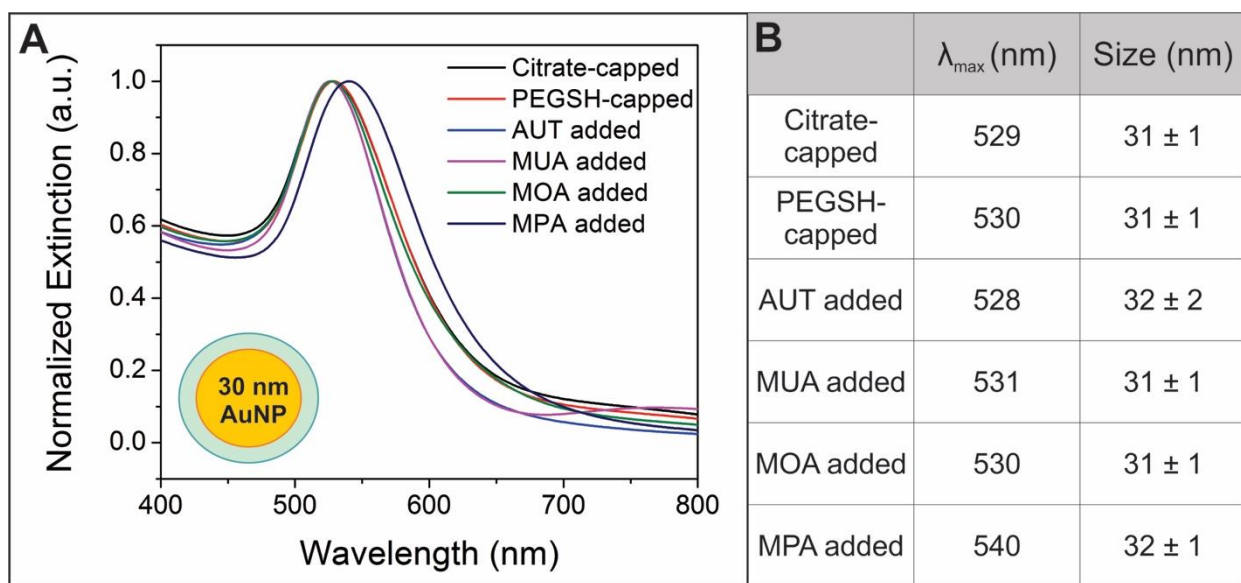 A
Normalized Extinction (a.u.)
1.0
0.8
0.6
0.4
0.2
0.0
Citrate-capped
PEGSH-capped
AUT added
MUA added
MOA added
MPA added
30 nm
AuNP
400
500
600
700
800
Wavelength (nm)
B
λmax (nm) Size (nm)
Citrate-
capped 529 31 ± 1
PEGSH-
capped 530 31 ± 1
AUT added 528 32 ± 2
MUA added 531 31 ± 1
MOA added 530 31 ± 1
MPA added 540 32 ± 1